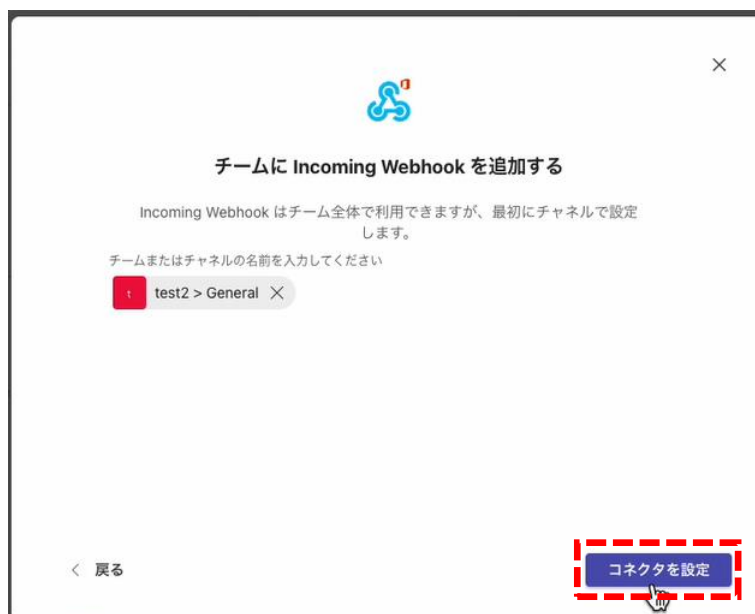 チームに Incoming Webhook を追加する
Incoming Webhook はチーム全体で利用できますが、最初にチャネルで設定
します。
チームまたはチャネルの名前を入力してください
t test2 > General
戻る
コネクタを設定